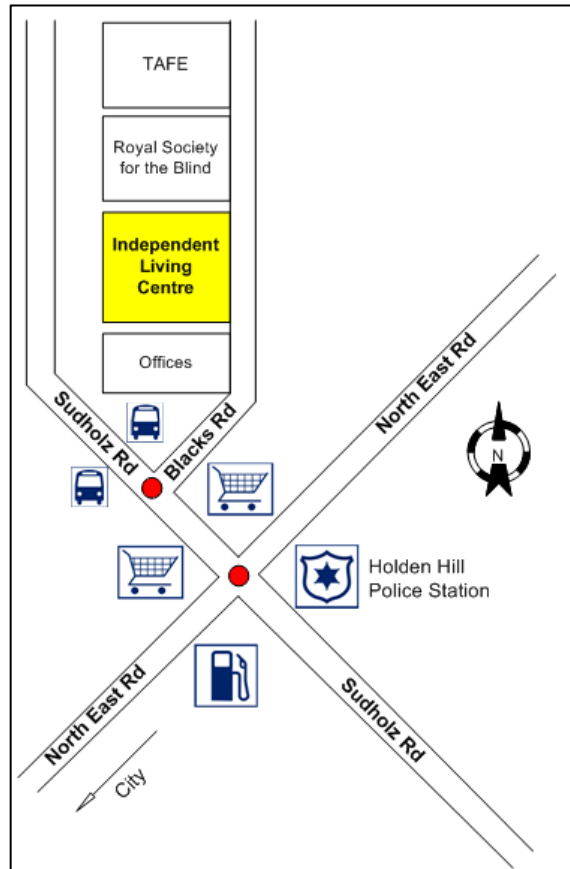 TAFE
Royal Society
for the Blind
Independent
Living
Centre
Offices
Sudholz Rd
Blacks Rd
North East Rd
N
Holden Hill
Police Station
North East Rd
Sudholz Rd
City